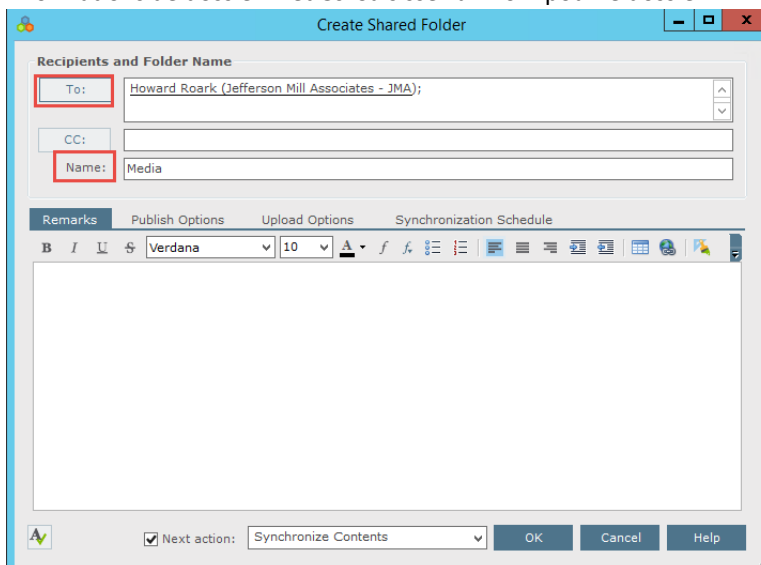 Create Shared Folder
Recipients and Folder Name
To: Howard Roark (Jefferson Mill Associates - JMA);
CC:
Name: Media
Remarks Publish Options Upload Options Synchronization Schedule
B I U S Verdana 10 A
Next action: Synchronize Contents OK Cancel Help